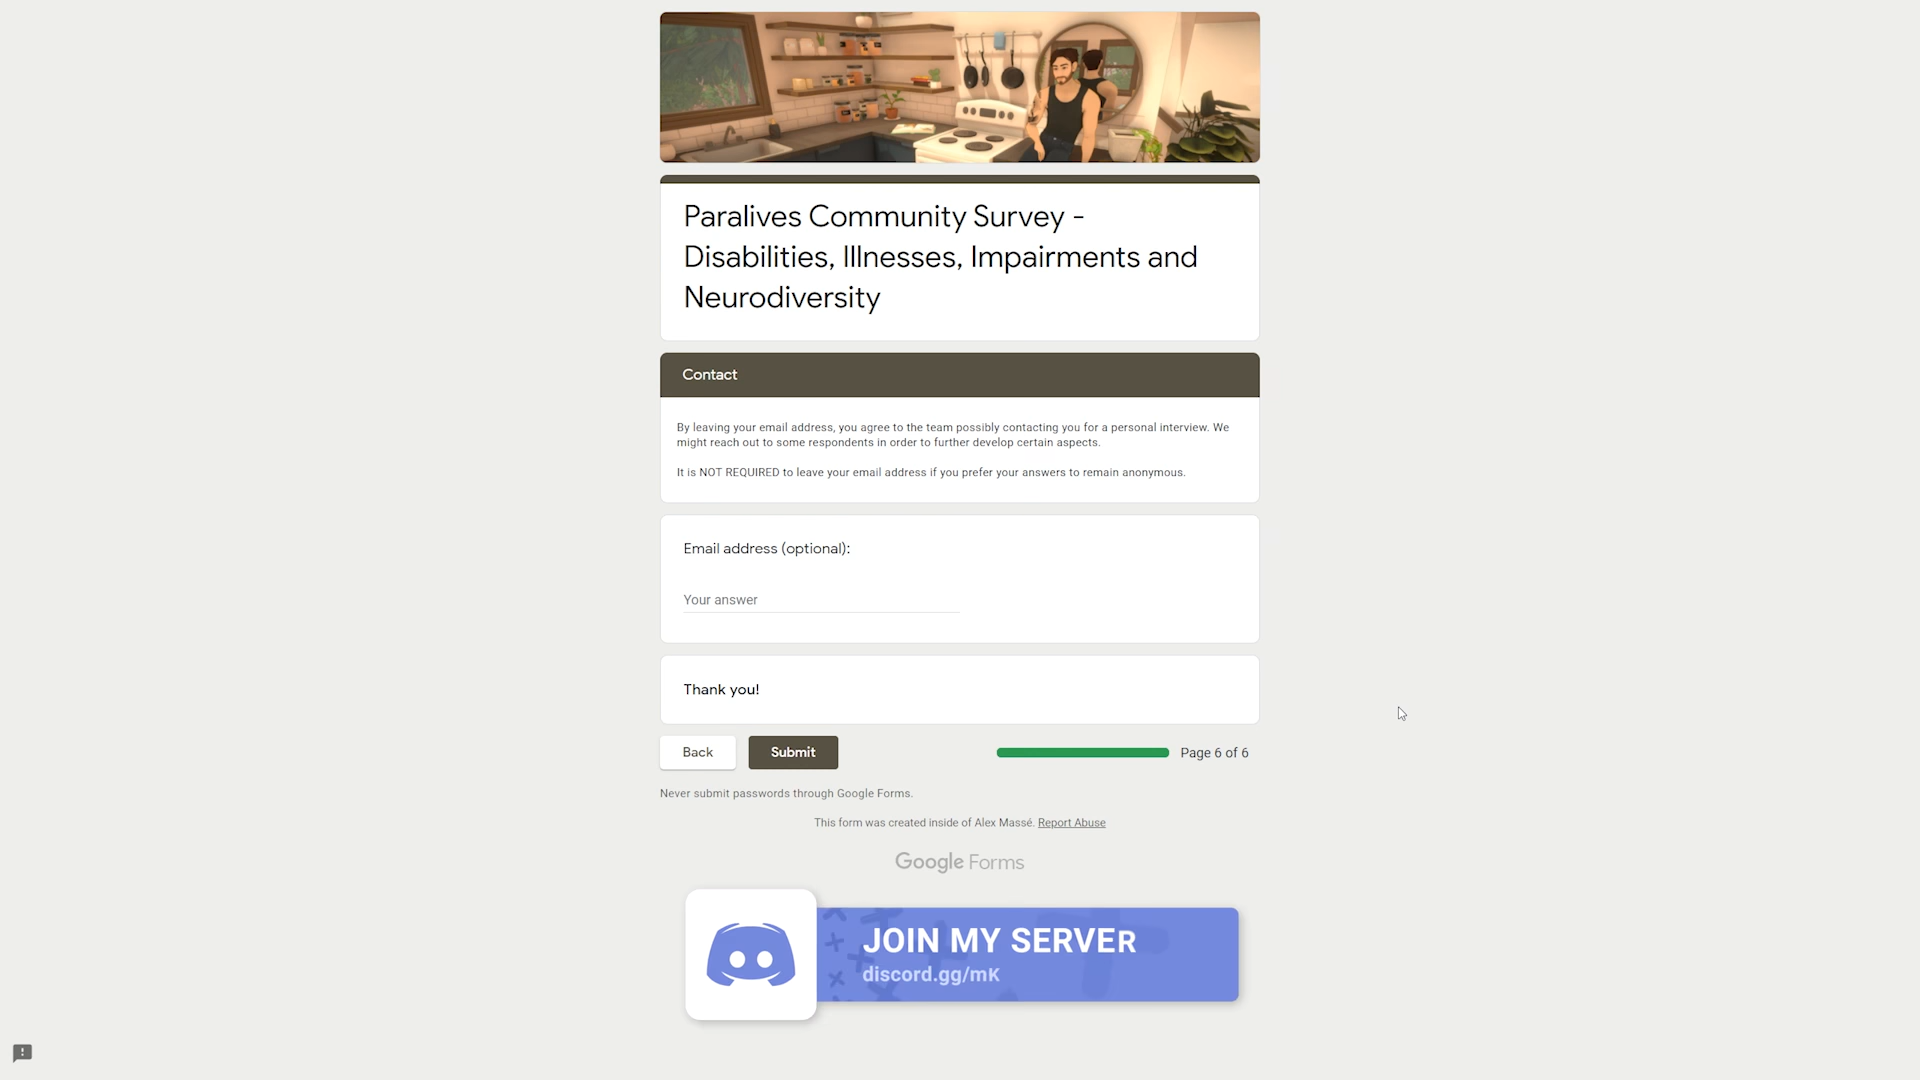 Paralives Community Survey -
Disabilities, Illnesses, Impairments and
Neurodiversity
Contact
By leaving your email address, you agree to the team possibly contacting you for a personal interview. We
might reach out to some respondents in order to further develop certain aspects.
It is NOT REQUIRED to leave your email address if you prefer your answers to remain anonymous.
Email address (optional):
Your answer
Thank you!
Back
Submit
Page 6 of 6
Never submit passwords through Google Forms.
This form was created inside of Alex Massé. Report Abuse
Google Forms
JOIN MY SERVER
discord.gg/mK